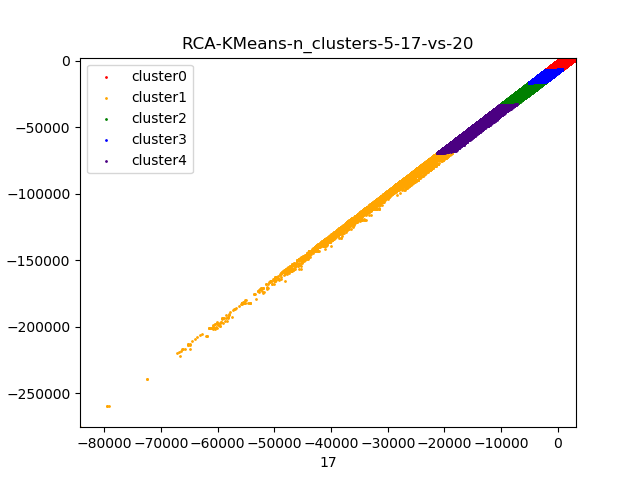 RCA-KMeans-n_clusters-5-17-vs-20
0
−50000
−100000
−150000
−200000
−250000
cluster0
cluster1
cluster2
cluster3
cluster4
−80000 −70000 −60000 −50000 −40000 −30000 −20000 −10000 0
17